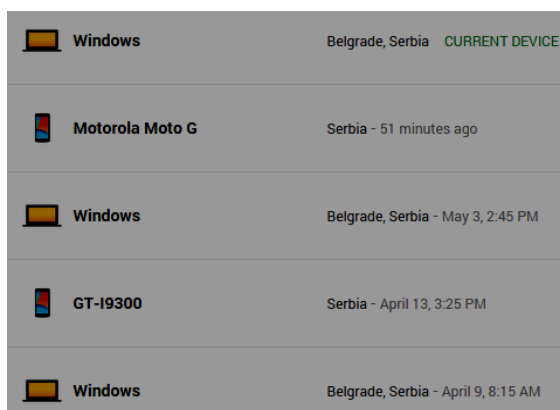 Windows Belgrade, Serbia CURRENT DEVICE
Motorola Moto G Serbia - 51 minutes ago
Windows Belgrade, Serbia - May 3, 2:45 PM
GT-I9300 Serbia - April 13, 3:25 PM
Windows Belgrade, Serbia - April 9, 8:15 AM